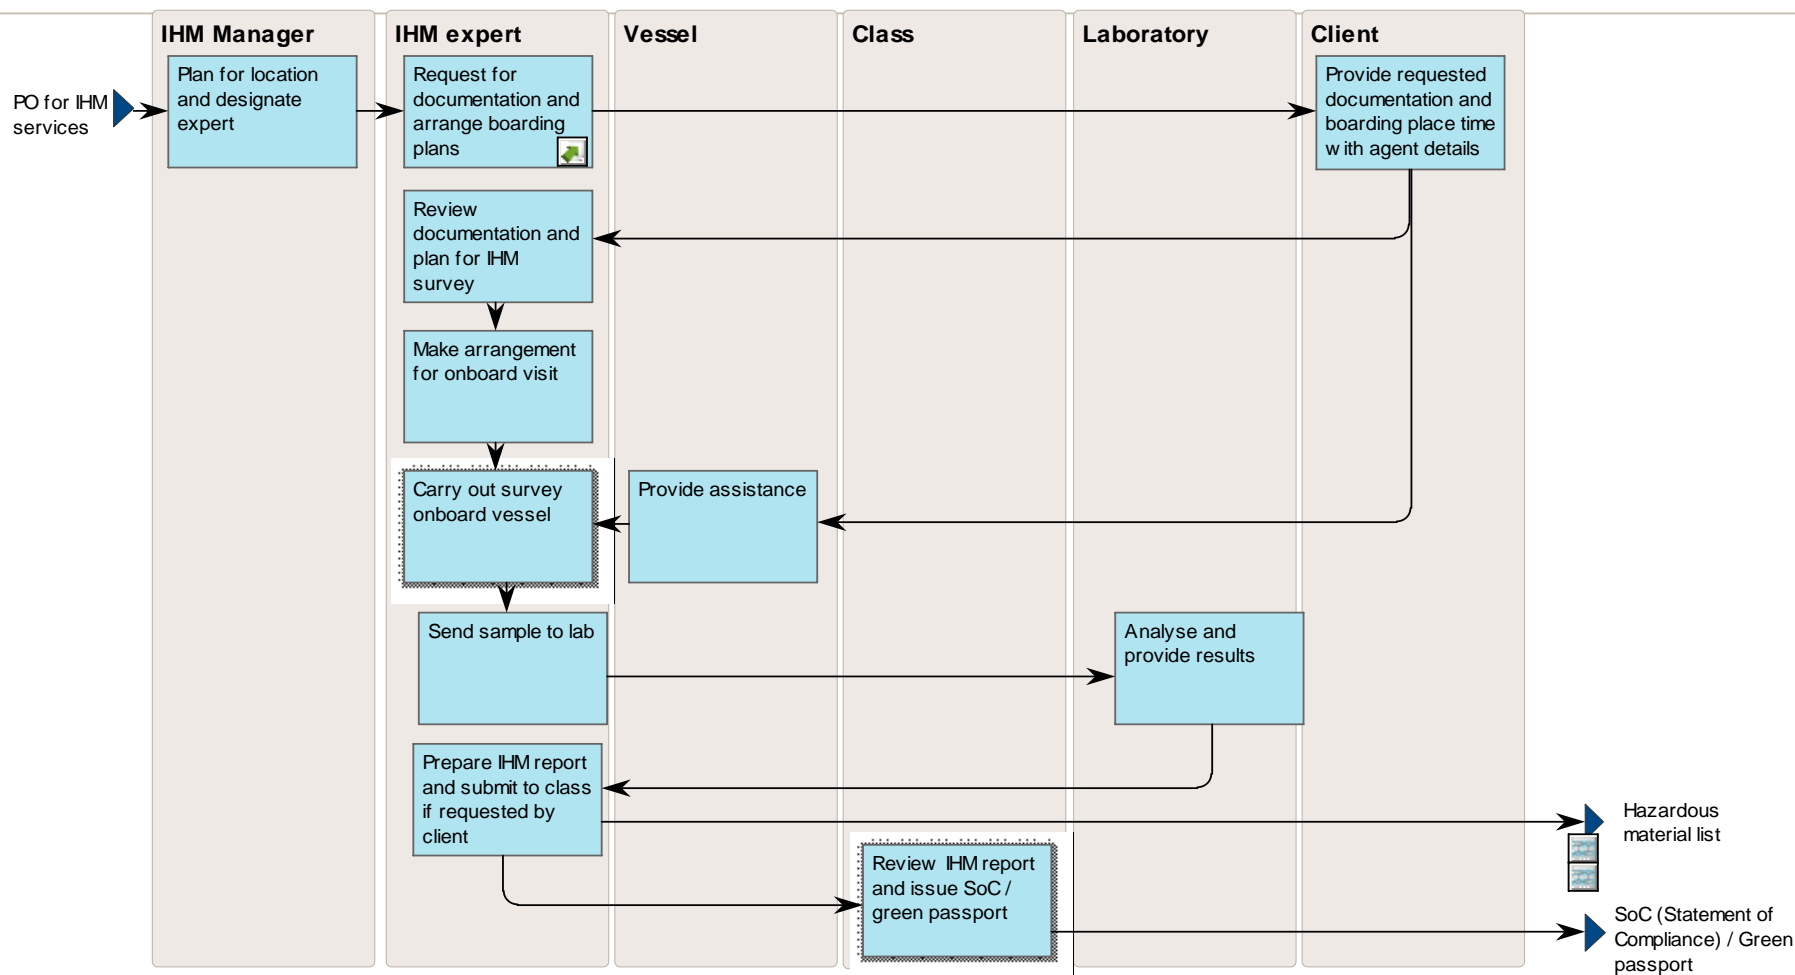 IHM Manager
IHM expert
Vessel
Class
Laboratory
Client
PO for IHM
services
Plan for location
and designate
expert
Request for
documentation and
arrange boarding
plans
Provide requested
documentation and
boarding place time
with agent details
Review
documentation and
plan for IHM
survey
Make arrangement
for onboard visit
Carry out survey
onboard vessel
Provide assistance
Send sample to lab
Analyse and
provide results
Prepare IHM report
and submit to class
if requested by
client
Hazardous
material list
Review IHM report
and issue SoC /
green passport
SoC (Statement of
Compliance) / Green
passport